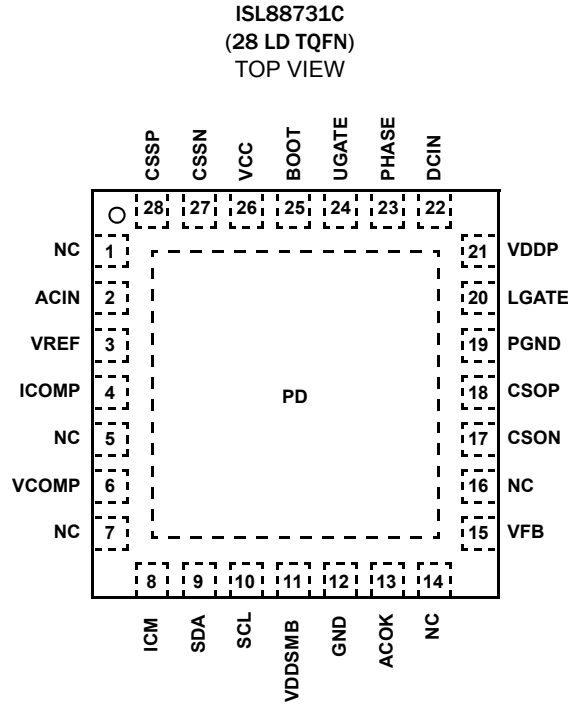 ISL88731C
(28 LD TQFN)
TOP VIEW
CSSP
CSSN
VCC
BOOT
UGATE
PHASE
DCIN
28 27 26 25 24 23 22
NC 1
ACIN 2
VREF 3
ICOMP 4
NC 5
VCOMP 6
NC 7
PD
21 VDDP
20 LGATE
19 PGND
18 CSOP
17 CSON
16 NC
15 VFB
8 9 10 11 12 13 14
ICM
SDA
SCL
VDDSMB
GND
ACOK
NC